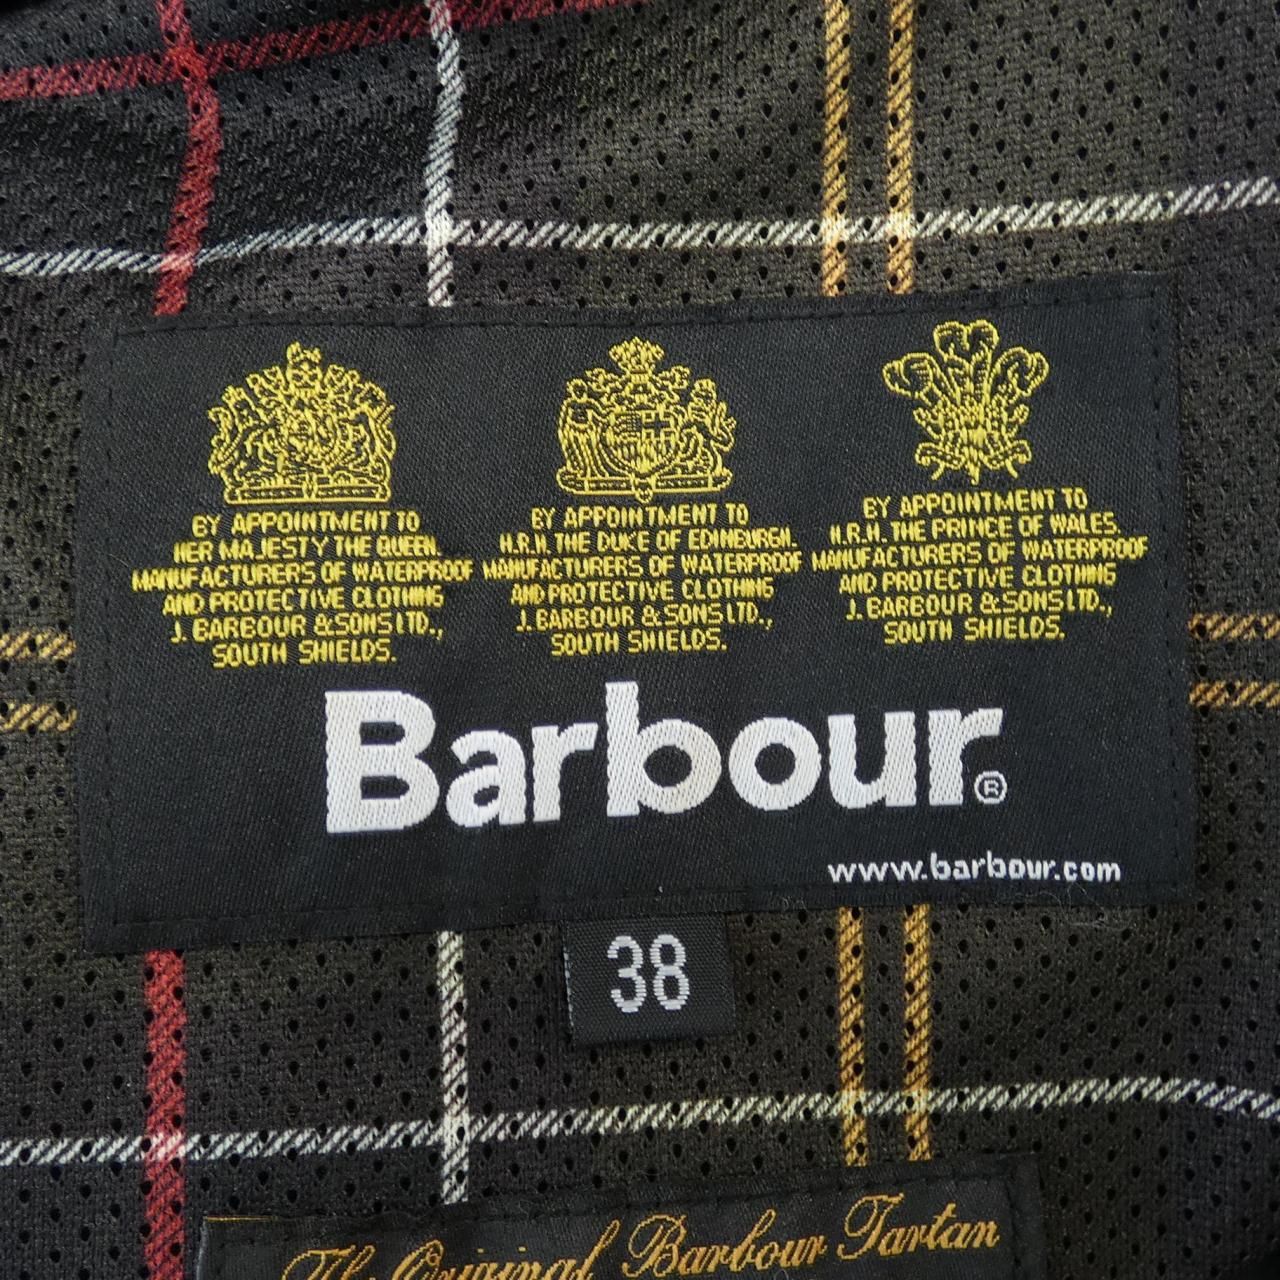 BY APPOINTMENT TO
HER MAJESTY THE QUEEN.
MANUFACTURERS OF WATERPROOF
AND PROTECTIVE CLOTHING
J. BARBOUR & SONS LTD.,
SOUTH SHIELDS.
BY APPOINTMENT TO
H.R.H. THE DUKE OF EDINBURGH.
MANUFACTURERS OF WATERPROOF
AND PROTECTIVE CLOTHING
J. BARBOUR & SONS LTD.,
SOUTH SHIELDS.
BY APPOINTMENT TO
H.R.H. THE PRINCE OF WALES.
MANUFACTURERS OF WATERPROOF
AND PROTECTIVE CLOTHING
J. BARBOUR & SONS LTD.,
SOUTH SHIELDS.
Barbour®
www.barbour.com
38
The Original Barbour Tartan